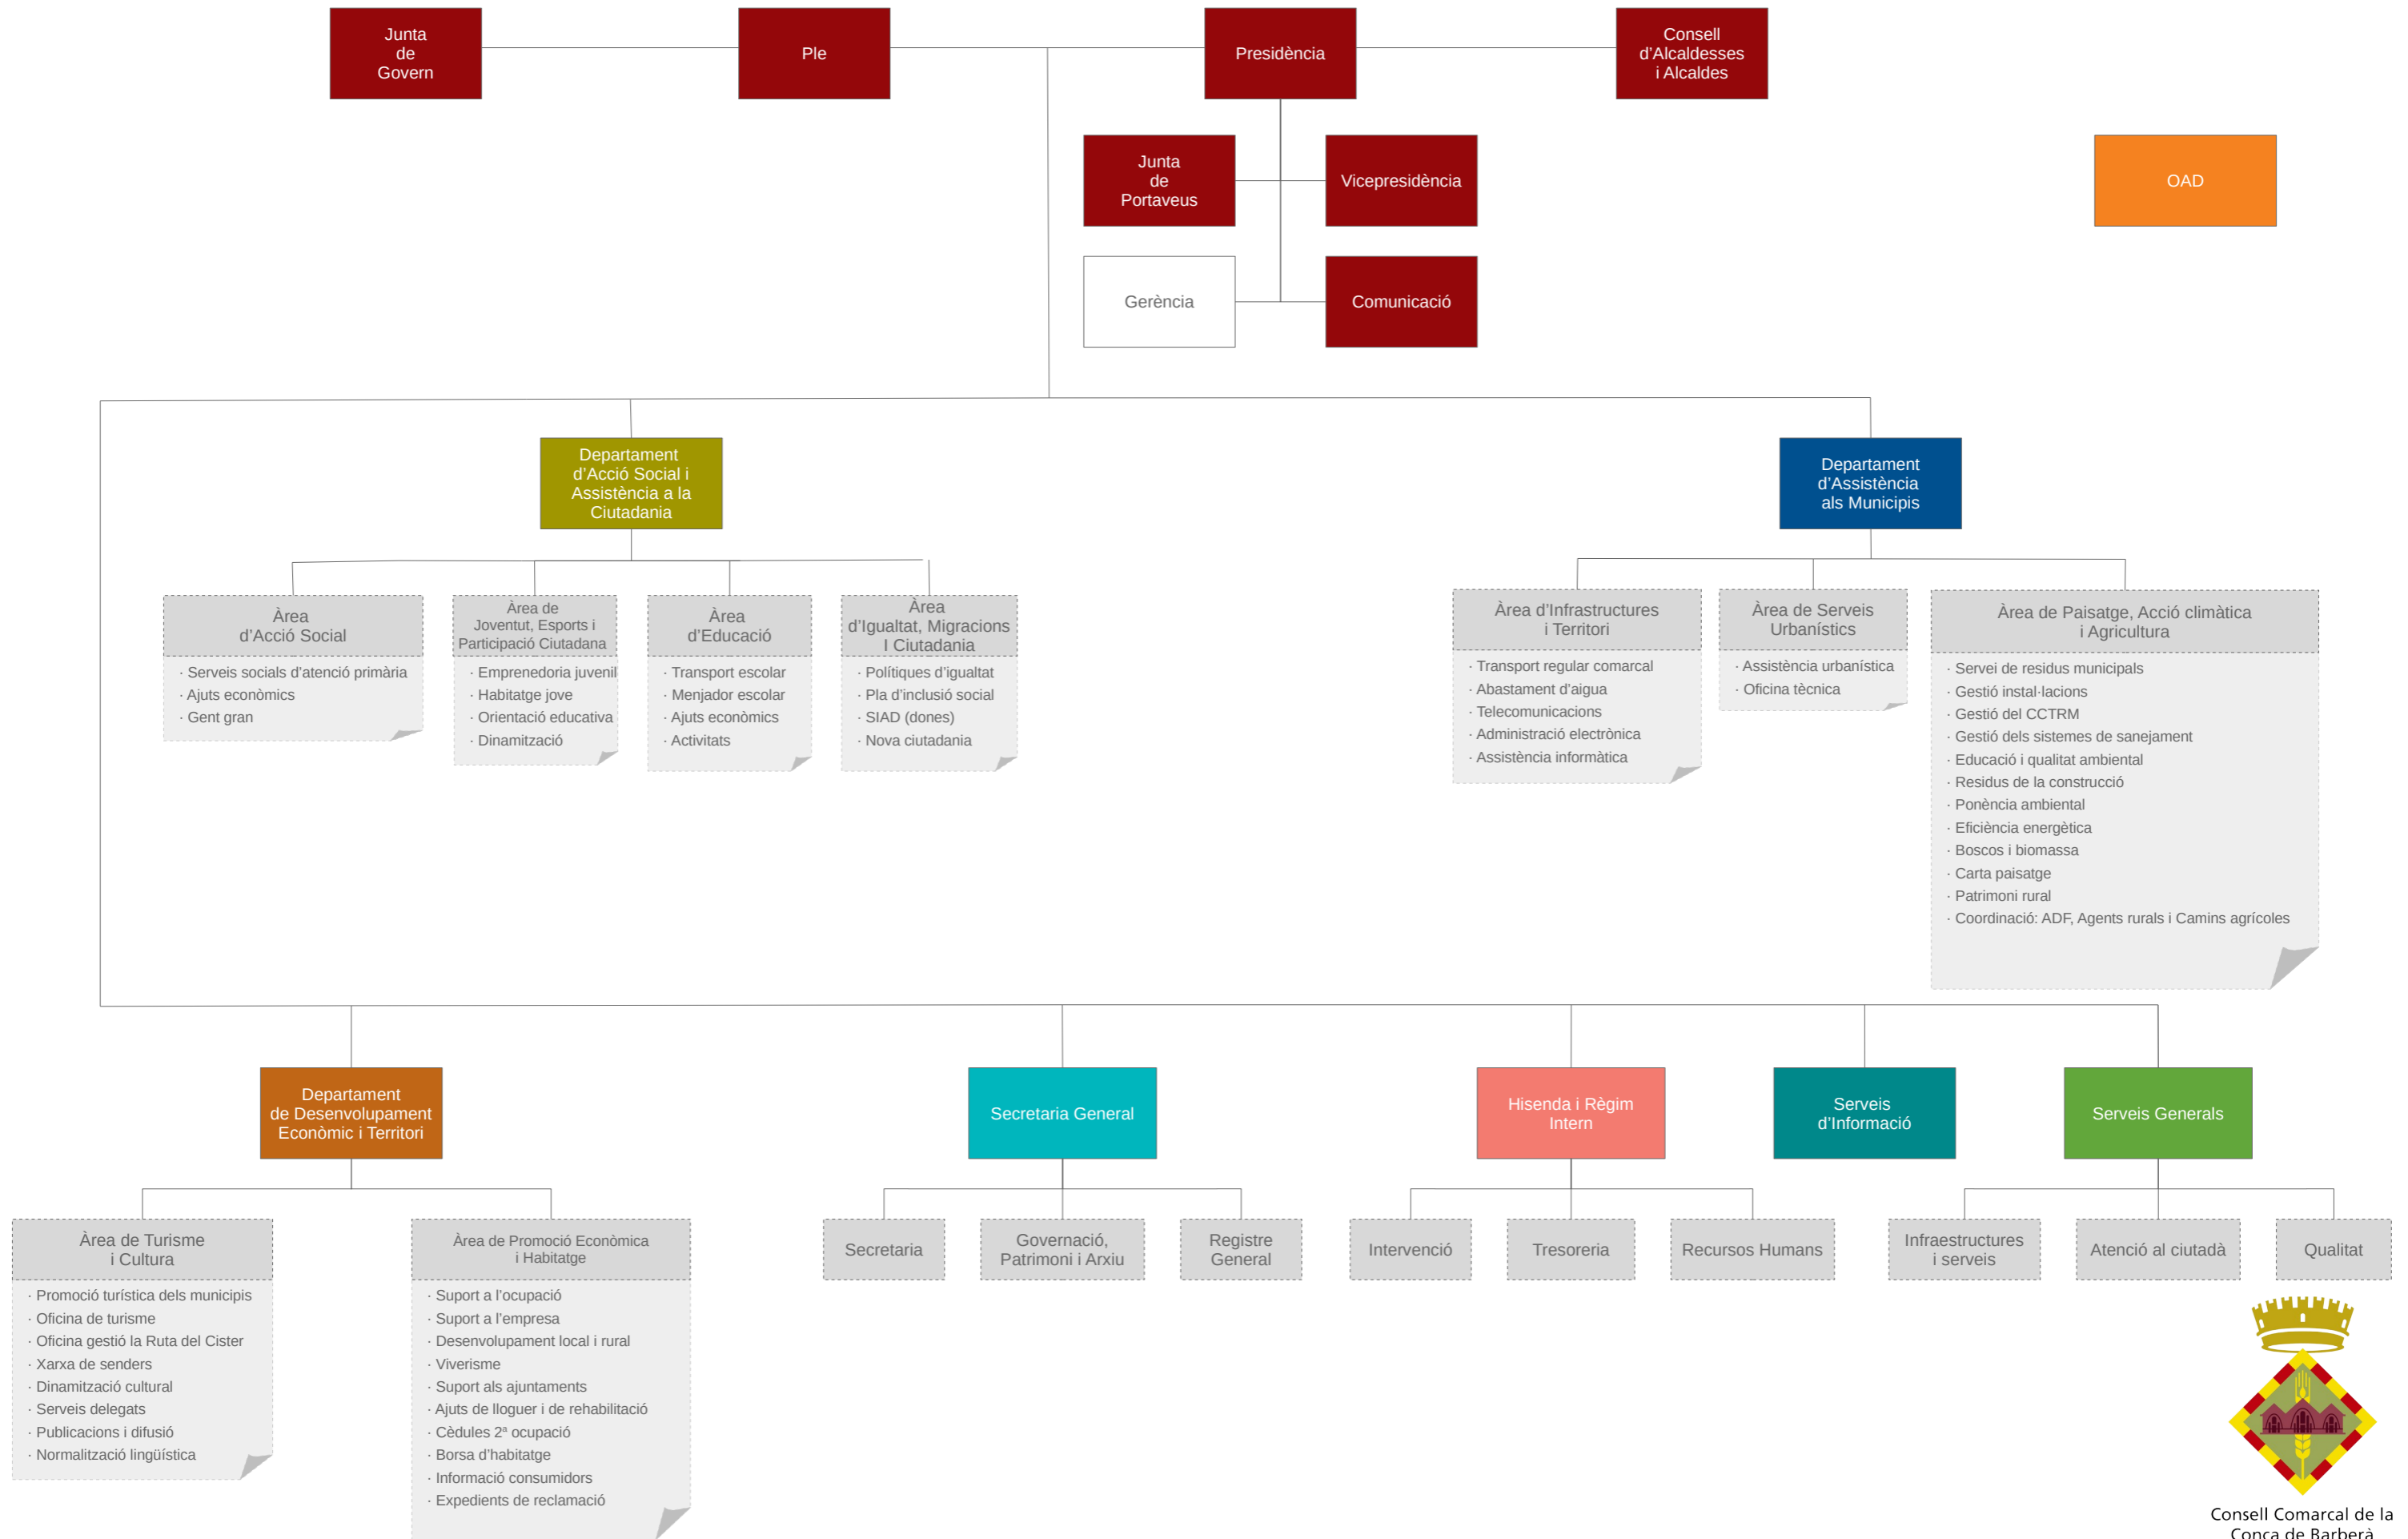 Junta
de
Govern
Ple
Presidència
Consell
d'Alcaldesses
i Alcaldes
Junta
de
Portaveus
Vicepresidència
OAD
Gerència
Comunicació
Departament
d'Acció Social i
Assistència a la
Ciutadania
Departament
d'Assistència
als Municipis
Àrea
d'Acció Social
· Serveis socials d'atenció primària
· Ajuts econòmics
· Gent gran
Àrea de
Joventut, Esports i
Participació Ciutadana
· Emprenedoria juvenil
· Habitatge jove
· Orientació educativa
· Dinamització
Àrea
d'Educació
· Transport escolar
· Menjador escolar
· Ajuts econòmics
· Activitats
Àrea
d'Igualtat, Migracions
I Ciutadania
· Polítiques d'igualtat
· Pla d'inclusió social
· SIAD (dones)
· Nova ciutadania
Àrea d'Infrastructures
i Territori
· Transport regular comarcal
· Abastament d'aigua
· Telecomunicacions
· Administració electrònica
· Assistència informàtica
Àrea de Serveis
Urbanístics
· Assistència urbanística
· Oficina tècnica
Àrea de Paisatge, Acció climàtica
i Agricultura
· Servei de residus municipals
· Gestió instal·lacions
· Gestió del CCTRM
· Gestió dels sistemes de sanejament
· Educació i qualitat ambiental
· Residus de la construcció
· Ponència ambiental
· Eficiència energètica
· Boscos i biomassa
· Carta paisatge
· Patrimoni rural
· Coordinació: ADF, Agents rurals i Camins agrícoles
Departament
de Desenvolupament
Econòmic i Territori
Secretaria General
Hisenda i Règim
Intern
Serveis
d'Informació
Serveis Generals
Àrea de Turisme
i Cultura
· Promoció turística dels municipis
· Oficina de turisme
· Oficina gestió la Ruta del Cister
· Xarxa de senders
· Dinamització cultural
· Serveis delegats
· Publicacions i difusió
· Normalització lingüística
Àrea de Promoció Econòmica
i Habitatge
· Suport a l'ocupació
· Suport a l'empresa
· Desenvolupament local i rural
· Viverisme
· Suport als ajuntaments
· Ajuts de lloguer i de rehabilitació
· Cèdules 2ª ocupació
· Borsa d'habitatge
· Informació consumidors
· Expedients de reclamació
Secretaria
Governació,
Patrimoni i Arxiu
Registre
General
Intervenció
Tresoreria
Recursos Humans
Infraestructures
i serveis
Atenció al ciutadà
Qualitat
Consell Comarcal de la
Conca de Barberà